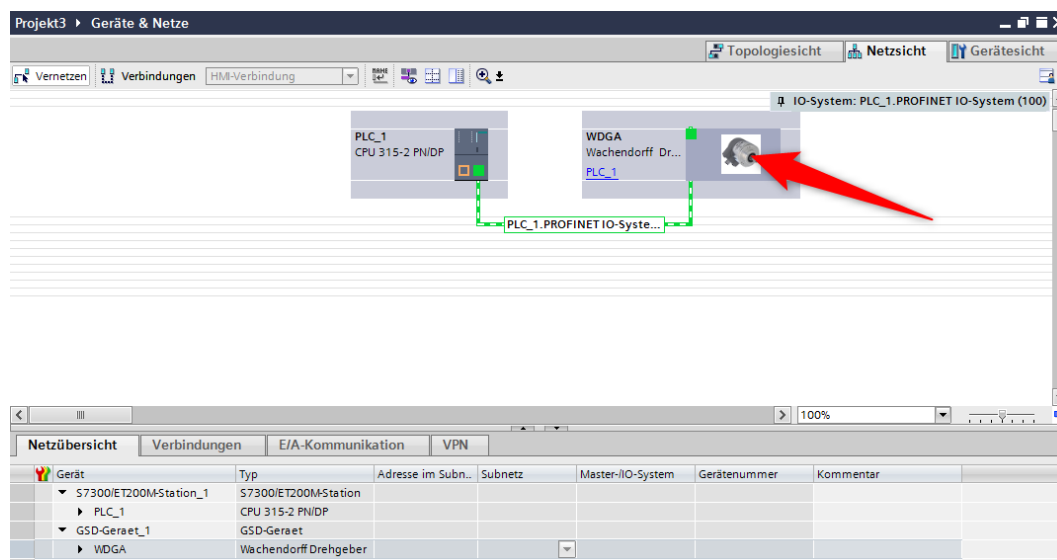 Projekt3 ▸ Geräte & Netze
Topologiesicht Netzsicht Gerätesicht
Vernetzen Verbindungen HMI-Verbindung
IO-System: PLC_1.PROFINET IO-System (100)
PLC_1
CPU 315-2 PN/DP
WDGA
Wachendorff Dr...
PLC_1
PLC_1.PROFINET IO-Syste...
100%
Netzübersicht Verbindungen E/A-Kommunikation VPN
Gerät Typ Adresse im Subn.. Subnetz Master-/IO-System Gerätenummer Kommentar
S7300/ET200M-Station_1 S7300/ET200M-Station
PLC_1 CPU 315-2 PN/DP
GSD-Geraet_1 GSD-Geraet
WDGA Wachendorff Drehgeber